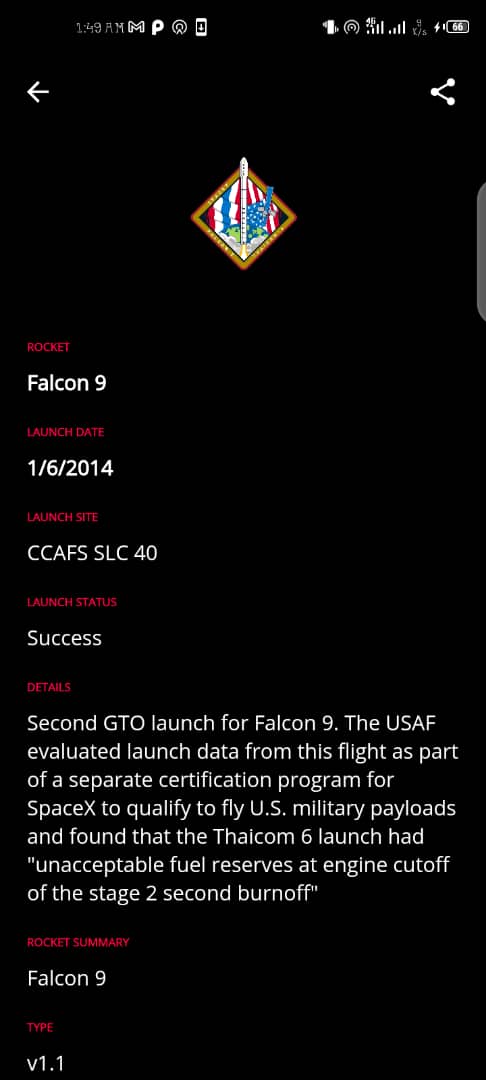 1:49 AM
66
ROCKET
Falcon 9
LAUNCH DATE
1/6/2014
LAUNCH SITE
CCAFS SLC 40
LAUNCH STATUS
Success
DETAILS
Second GTO launch for Falcon 9. The USAF
evaluated launch data from this flight as part
of a separate certification program for
SpaceX to qualify to fly U.S. military payloads
and found that the Thaicom 6 launch had
"unacceptable fuel reserves at engine cutoff
of the stage 2 second burnoff"
ROCKET SUMMARY
Falcon 9
TYPE
v1.1